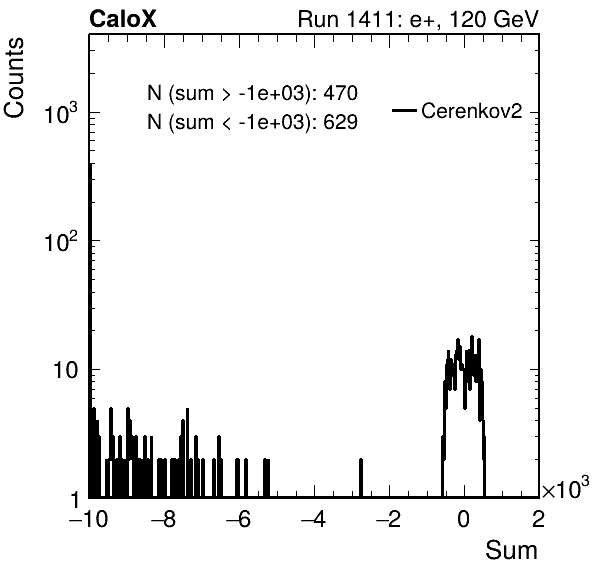 CaloX Run 1411: e+, 120 GeV
Counts
N (sum > -1e+03): 470
N (sum < -1e+03): 629
Cerenkov2
10³
10²
10
1
−10 −8 −6 −4 −2 0 2
×10³
Sum